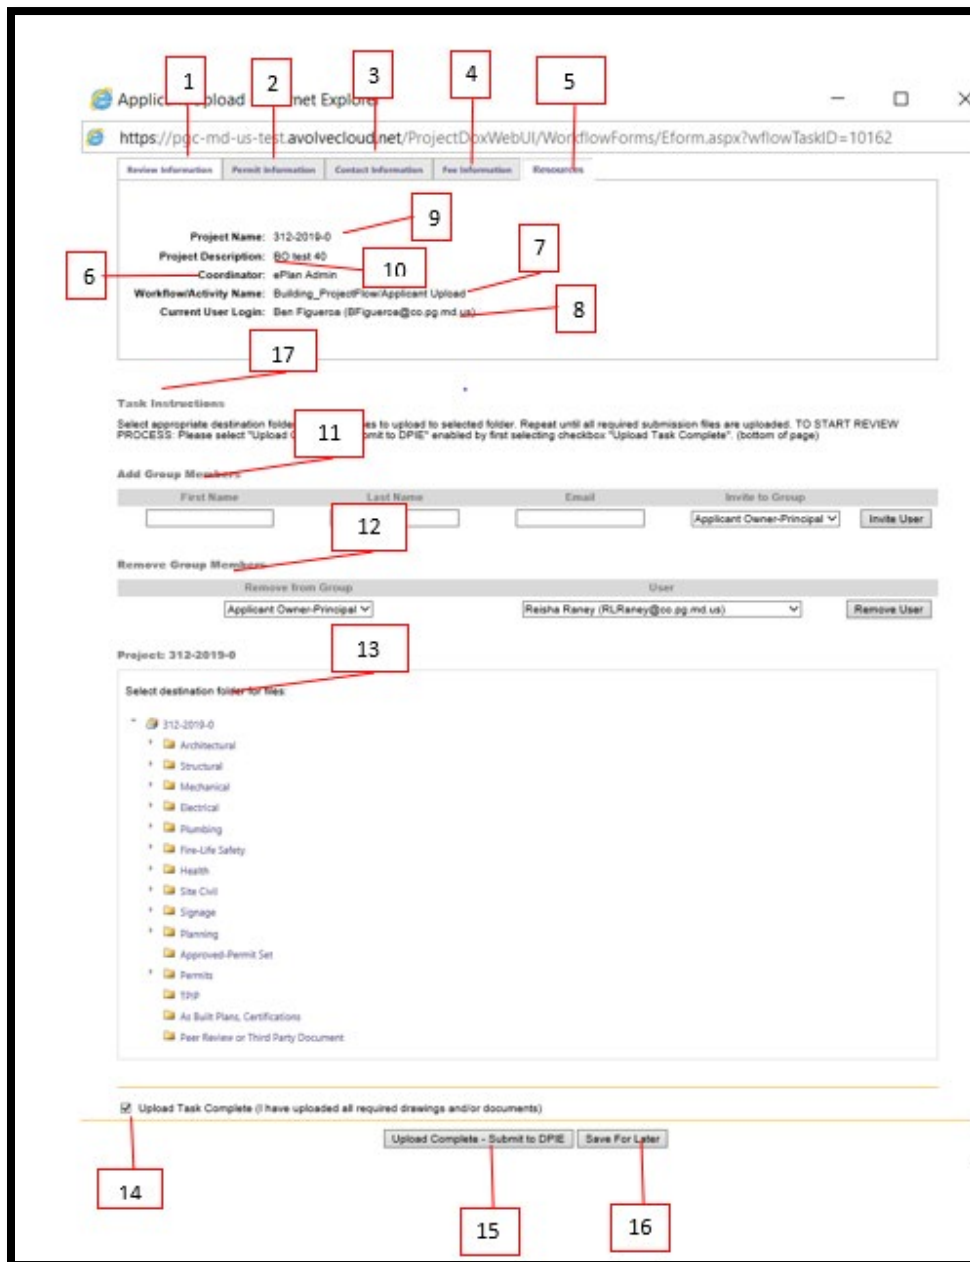 1 2 3 4 5
Applic load net Explore
https://pgc-md-us-test.avolvecloud.net/ProjectDoxWebUI/WorkflowForms/Eform.aspx?wflowTaskID=10162
Review Information Permit Information Contact Information Fee Information Resources
9
Project Name: 312-2019-0
7
Project Description: BO test 40
6 10
Coordinator: ePlan Admin
Workflow/Activity Name: Building_ProjectFlow/Applicant Upload
Current User Login: Ben Figueroa (BFigueroa@co.pg.md.us)
8
17
Task Instructions
Select appropriate destination folder es to upload to selected folder. Repeat until all required submission files are uploaded. TO START REVIEW
11
PROCESS: Please select "Upload bmit to DPIE" enabled by first selecting checkbox "Upload Task Complete". (bottom of page)
Add Group Members
First Name Last Name Email Invite to Group
Applicant Owner-Principal Invite User
12
Remove Group Members
Remove from Group User
Applicant Owner-Principal Reisha Raney (RLRaney@co.pg.md.us) Remove User
Project: 312-2019-0
13
Select destination folder for files:
312-2019-0
Architectural
Structural
Mechanical
Electrical
Plumbing
Fire-Life Safety
Health
Site Civil
Signage
Planning
Approved-Permit Set
Permits
TPIP
As Built Plans, Certifications
Peer Review or Third Party Document
Upload Task Complete (I have uploaded all required drawings and/or documents)
Upload Complete - Submit to DPIE Save For Later
14
15 16